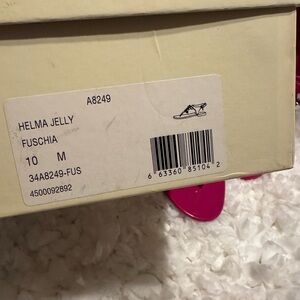 A8249
HELMA JELLY
FUSCHIA
10 M
34A8249-FUS
4500092892
6 63360 85104 2